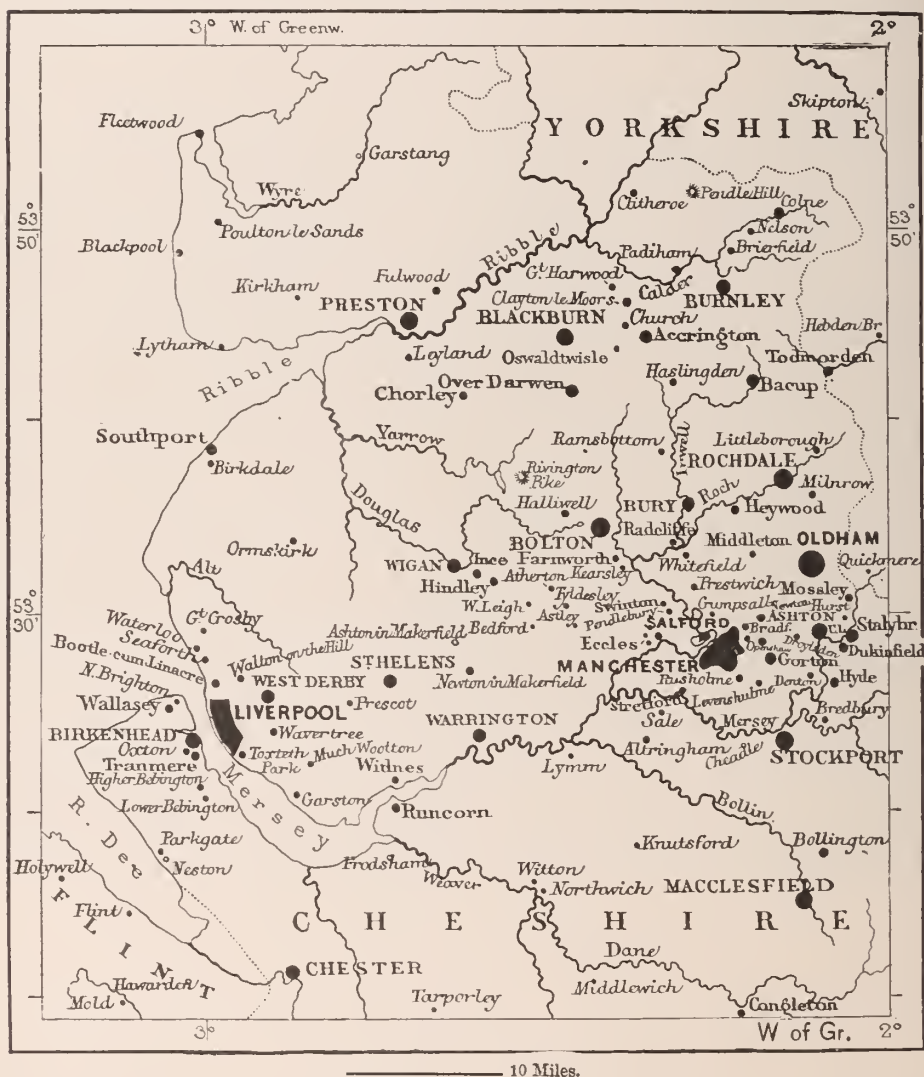 3° W. of Greenw.
2°
Skipton
YORKSHIRE
Fleetwood
Garstang
Wyre
Clitheroe
Pendle Hill
Colne
53° 50'
Poulton le Sands
Nelson
53° 50'
Blackpool
Ribble
Padiham
Brierfield
Kirkham
Fulwood
Gt. Harwood
Calder
PRESTON
Clayton le Moors
BURNLEY
BLACKBURN
Church
Accrington
Hebden Br
Lytham
Leyland
Oswaldtwisle
Todmorden
Ribble
Haslingden
Bacup
Over Darwen
Chorley
Southport
Yarrow
Ramsbottom
Irwell
Littleborough
Birkdale
ROCHDALE
Rivington Pike
Milnrow
Halliwell
BURY
Roch
Heywood
Douglas
Radcliffe
Ormskirk
BOLTON
Middleton
OLDHAM
WIGAN
Ince
Farnworth
Whitefield
Quickmere
Alt
Hindley
Atherton
Kearsley
Prestwich
Mossley
Tyldesley
53° 30'
Gt. Crosby
W. Leigh
Astley
Swinton
Pendlebury
Crumpsall
Newton
Hurst
Waterloo
Ashton in Makerfield
Bedford
SALFORD
ASHTON
Stalybr.
Seaforth
Eccles
Bradf.
Droylsden
Dukinfield
Bootle-cum-Linacre
Walton on the Hill
ST. HELENS
MANCHESTER
Openshaw
Gorton
N. Brighton
WEST DERBY
Newton in Makerfield
Rusholme
Levenshulme
Denton
Hyde
Wallasey
Prescot
Stretford
LIVERPOOL
WARRINGTON
Sale
Mersey
Bredbury
BIRKENHEAD
Wavertree
Oxton
Toxteth Park
Much Woolton
Altringham
Cheadle
STOCKPORT
Tranmere
Widnes
Lymm
Higher Bebington
Mersey
Lower Bebington
Garston
Runcorn
Bollin
R. Dee
Parkgate
Knutsford
Bollington
Neston
Frodsham
Holywell
Weaver
Witton
Northwich
MACCLESFIELD
Flint
CHESHIRE
FLINT
Dane
Hawarden
CHESTER
Middlewich
Mold
Tarporley
Congleton
3°
W of Gr.
2°
10 Miles.